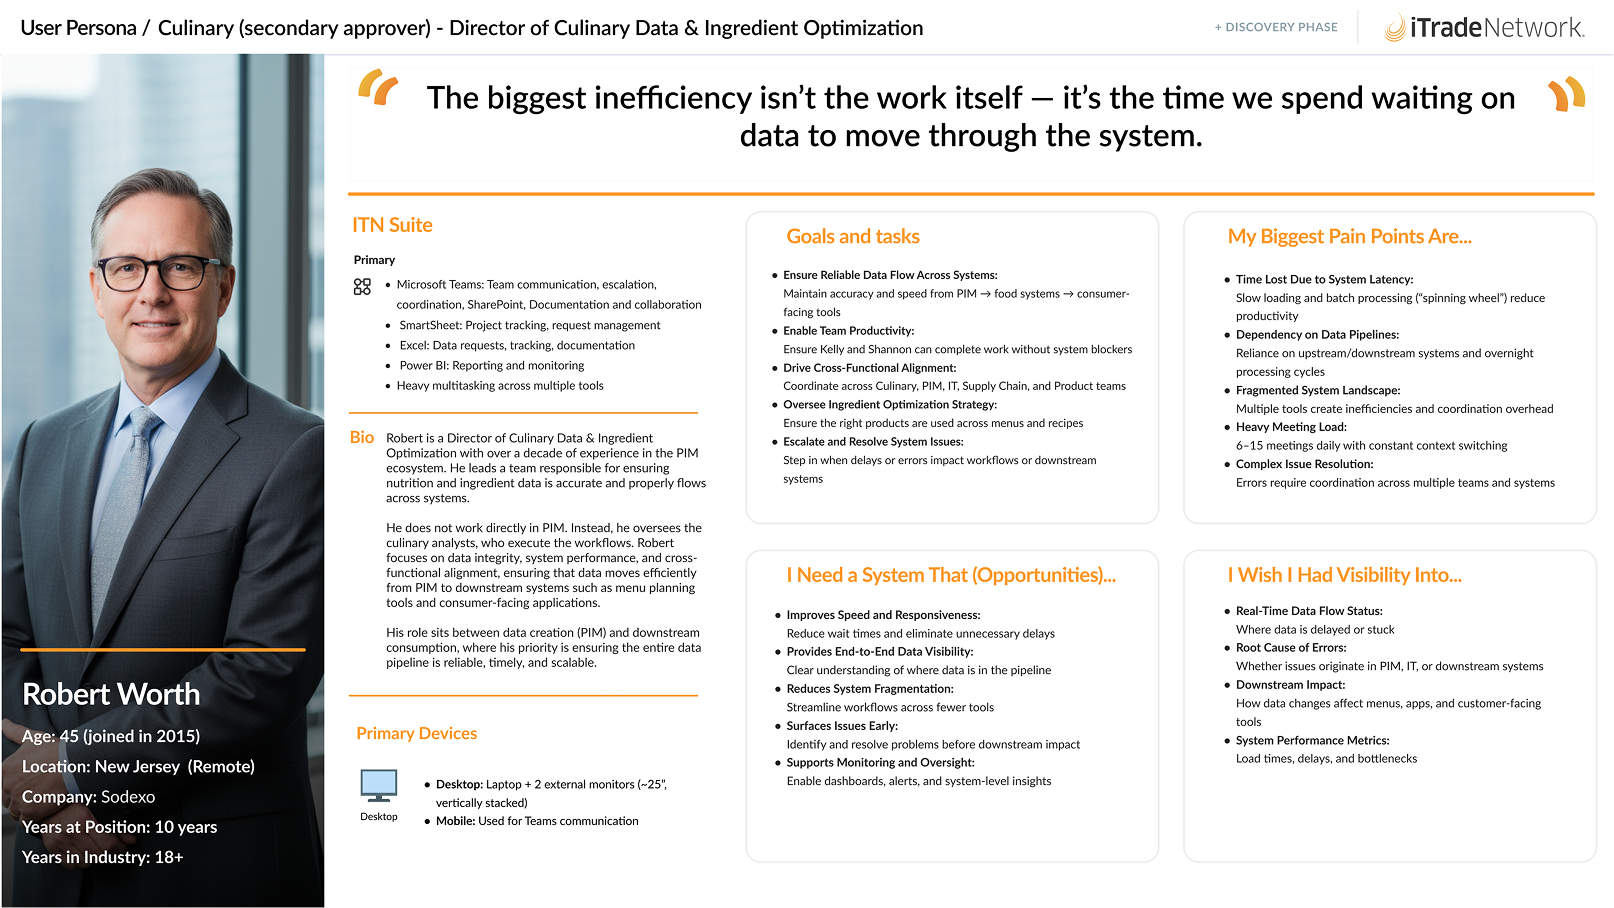 User Persona / Culinary (secondary approver) - Director of Culinary Data & Ingredient Optimization
+ DISCOVERY PHASE
iTradeNetwork.
“ The biggest inefficiency isn’t the work itself — it’s the time we spend waiting on ”
data to move through the system.
Robert Worth
Age: 45 (joined in 2015)
Location: New Jersey (Remote)
Company: Sodexo
Years at Position: 10 years
Years in Industry: 18+
ITN Suite
Primary
• Microsoft Teams: Team communication, escalation,
coordination, SharePoint, Documentation and collaboration
• SmartSheet: Project tracking, request management
• Excel: Data requests, tracking, documentation
• Power BI: Reporting and monitoring
• Heavy multitasking across multiple tools
Bio
Robert is a Director of Culinary Data & Ingredient
Optimization with over a decade of experience in the PIM
ecosystem. He leads a team responsible for ensuring
nutrition and ingredient data is accurate and properly flows
across systems.
He does not work directly in PIM. Instead, he oversees the
culinary analysts, who execute the workflows. Robert
focuses on data integrity, system performance, and cross-
functional alignment, ensuring that data moves efficiently
from PIM to downstream systems such as menu planning
tools and consumer-facing applications.
His role sits between data creation (PIM) and downstream
consumption, where his priority is ensuring the entire data
pipeline is reliable, timely, and scalable.
Primary Devices
Desktop
• Desktop: Laptop + 2 external monitors (~25”,
vertically stacked)
• Mobile: Used for Teams communication
Goals and tasks
• Ensure Reliable Data Flow Across Systems:
Maintain accuracy and speed from PIM → food systems → consumer-
facing tools
• Enable Team Productivity:
Ensure Kelly and Shannon can complete work without system blockers
• Drive Cross-Functional Alignment:
Coordinate across Culinary, PIM, IT, Supply Chain, and Product teams
• Oversee Ingredient Optimization Strategy:
Ensure the right products are used across menus and recipes
• Escalate and Resolve System Issues:
Step in when delays or errors impact workflows or downstream
systems
My Biggest Pain Points Are...
• Time Lost Due to System Latency:
Slow loading and batch processing (“spinning wheel”) reduce
productivity
• Dependency on Data Pipelines:
Reliance on upstream/downstream systems and overnight
processing cycles
• Fragmented System Landscape:
Multiple tools create inefficiencies and coordination overhead
• Heavy Meeting Load:
6–15 meetings daily with constant context switching
• Complex Issue Resolution:
Errors require coordination across multiple teams and systems
I Need a System That (Opportunities)...
• Improves Speed and Responsiveness:
Reduce wait times and eliminate unnecessary delays
• Provides End-to-End Data Visibility:
Clear understanding of where data is in the pipeline
• Reduces System Fragmentation:
Streamline workflows across fewer tools
• Surfaces Issues Early:
Identify and resolve problems before downstream impact
• Supports Monitoring and Oversight:
Enable dashboards, alerts, and system-level insights
I Wish I Had Visibility Into...
• Real-Time Data Flow Status:
Where data is delayed or stuck
• Root Cause of Errors:
Whether issues originate in PIM, IT, or downstream systems
• Downstream Impact:
How data changes affect menus, apps, and customer-facing
tools
• System Performance Metrics:
Load times, delays, and bottlenecks